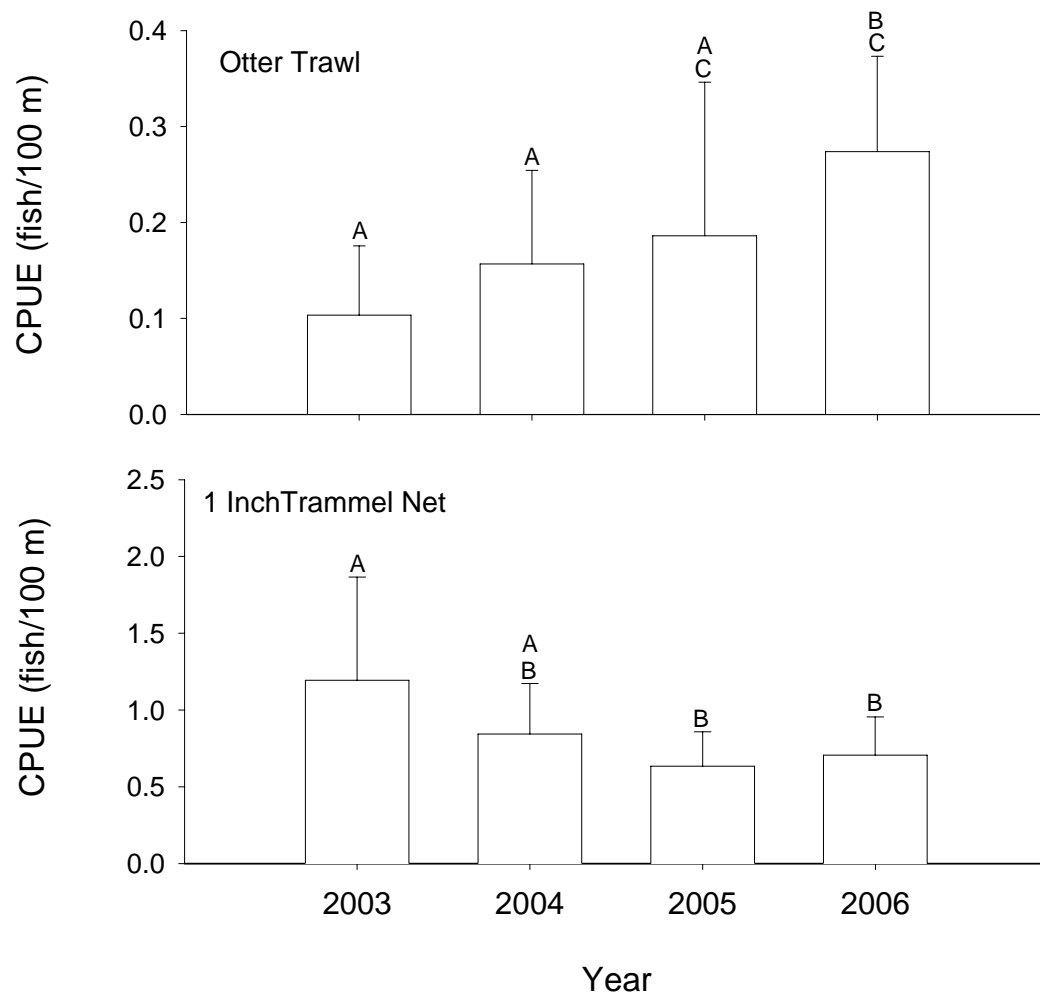 CPUE (fish/100 m)
0.4
0.3
0.2
0.1
0.0
Otter Trawl
A
A
A
C
B
C
CPUE (fish/100 m)
2.5
2.0
1.5
1.0
0.5
0.0
1 InchTrammel Net
A
A
B
B
B
2003 2004 2005 2006
Year